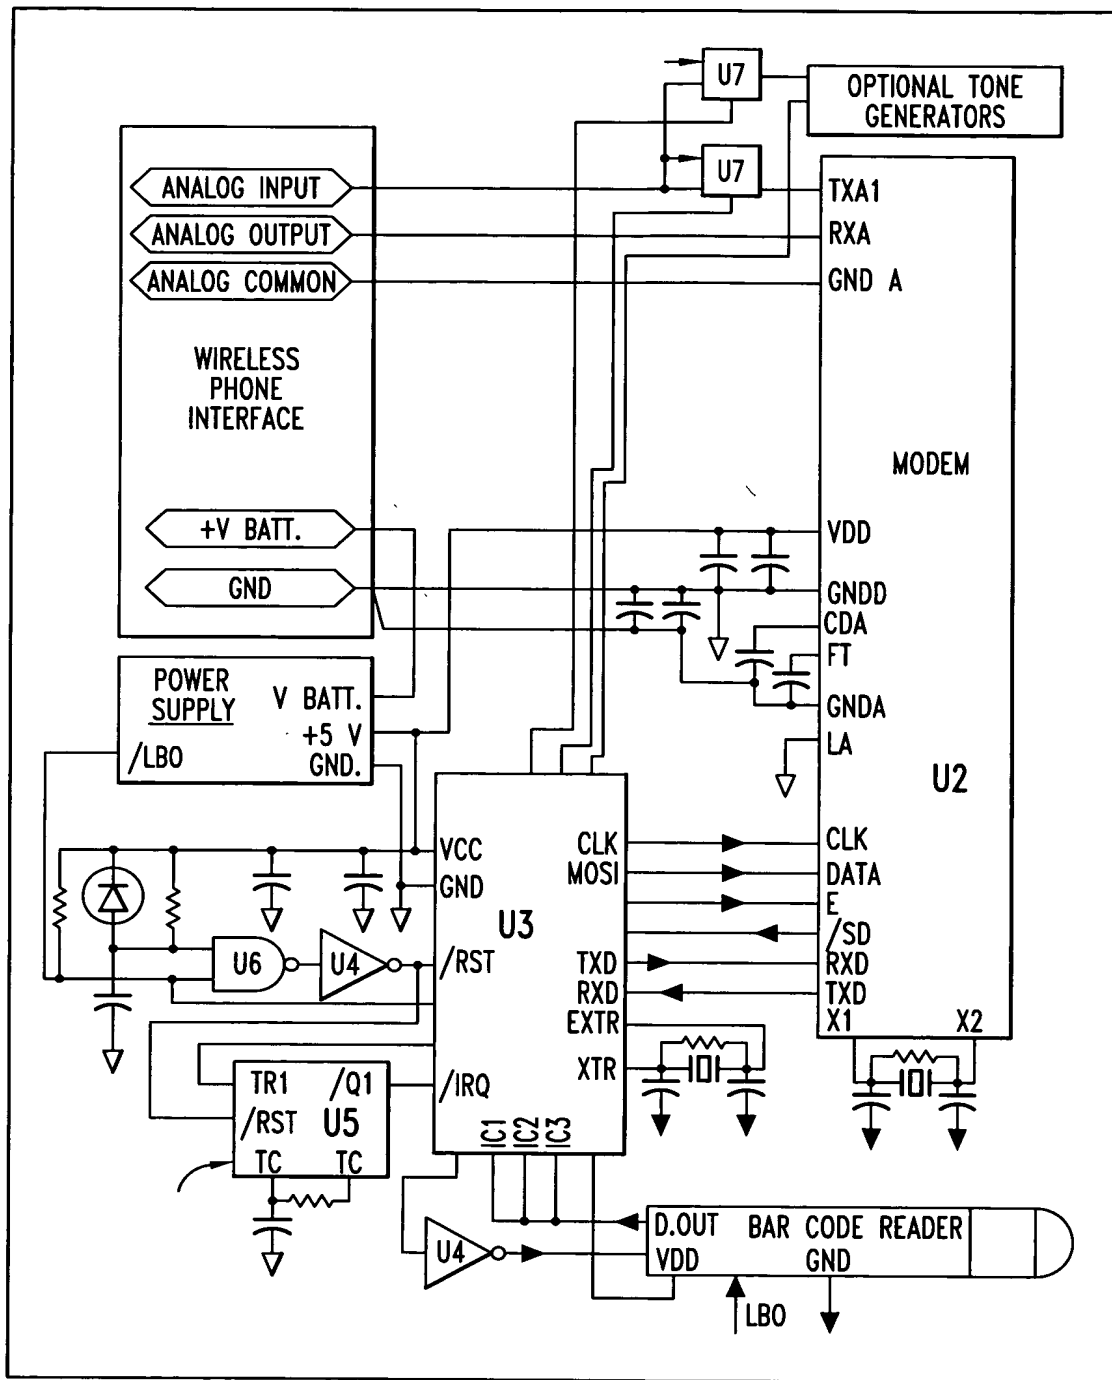 U7
OPTIONAL TONE
GENERATORS
U7
ANALOG INPUT
ANALOG OUTPUT
ANALOG COMMON
WIRELESS
PHONE
INTERFACE
+V BATT.
GND
TXA1
RXA
GND A
MODEM
VDD
GNDD
CDA
FT
GNDA
LA
U2
CLK
DATA
E
/SD
RXD
TXD
X1
X2
POWER
SUPPLY
V BATT.
+5 V
GND.
/LBO
VCC
GND
U3
/RST
/IRQ
CLK
MOSI
TXD
RXD
EXTR
XTR
IC1
IC2
IC3
U6
U4
TR1
/Q1
/RST
U5
TC
TC
U4
D.OUT
BAR CODE READER
VDD
GND
LBO